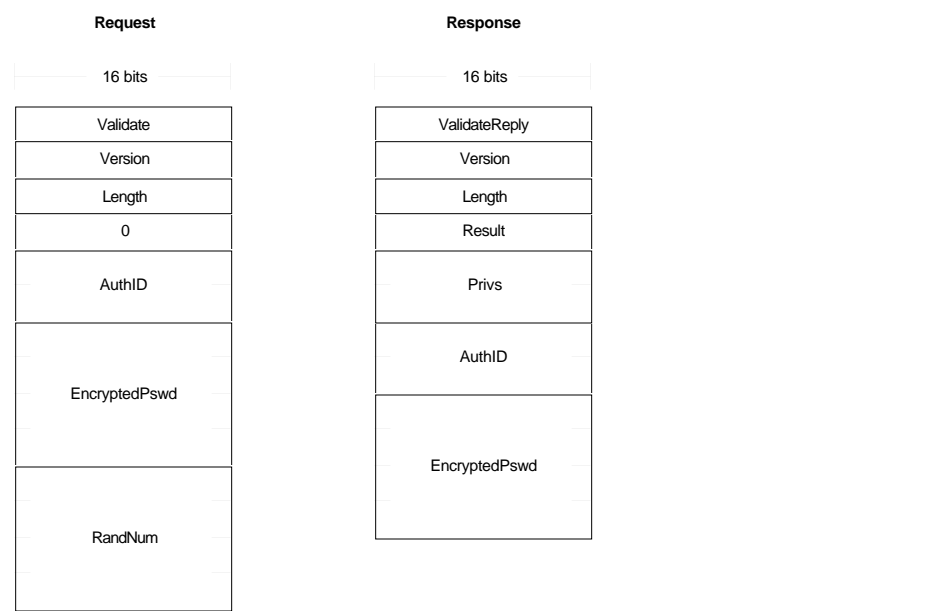 Request
16 bits
Validate
Version
Length
0
AuthID
EncryptedPswd
RandNum
Response
16 bits
ValidateReply
Version
Length
Result
Privs
AuthID
EncryptedPswd